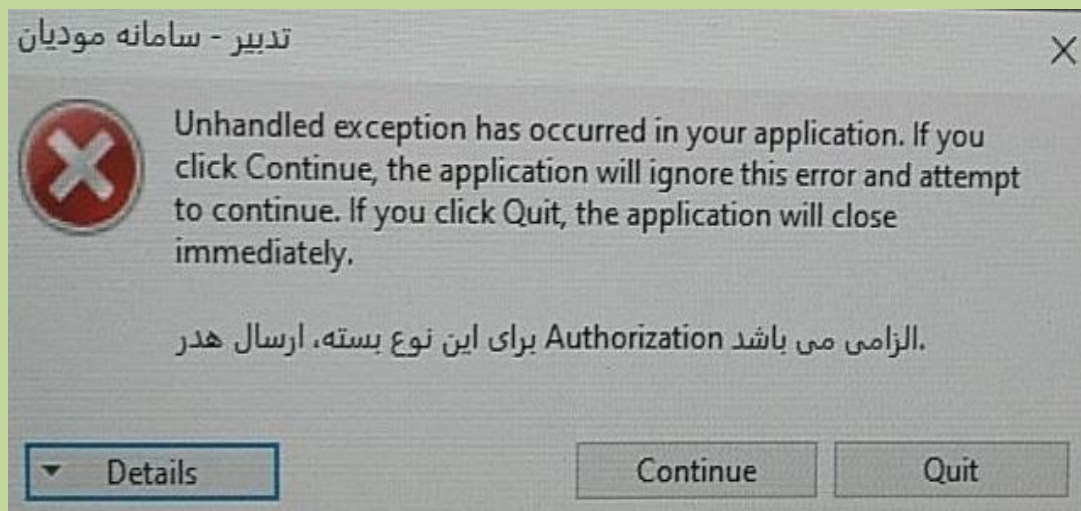 تدبیر - سامانه مودیان
Unhandled exception has occurred in your application. If you
click Continue, the application will ignore this error and attempt
to continue. If you click Quit, the application will close
immediately.
برای این نوع بسته، ارسال هدر Authorization الزامی می باشد.
Details
Continue
Quit